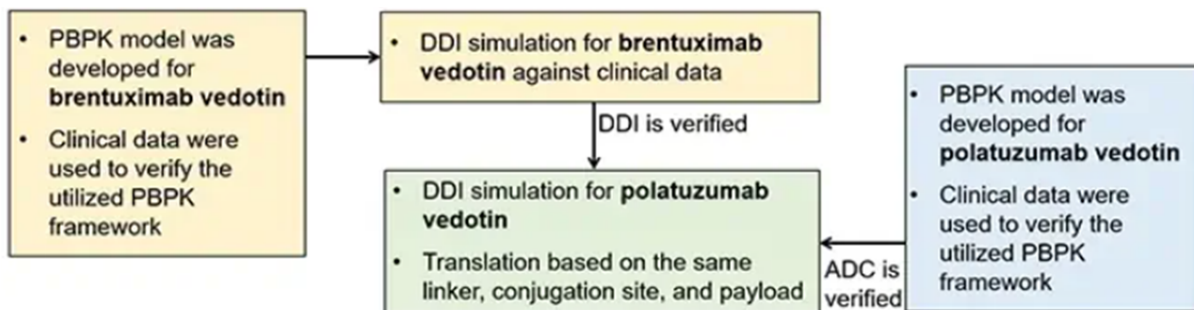 • PBPK model was
developed for
brentuximab vedotin
• Clinical data were
used to verify the
utilized PBPK
framework
• DDI simulation for brentuximab
vedotin against clinical data
DDI is verified
• DDI simulation for polatuzumab
vedotin
• Translation based on the same
linker, conjugation site, and payload
ADC is
verified
• PBPK model was
developed for
polatuzumab vedotin
• Clinical data were
used to verify the
utilized PBPK
framework